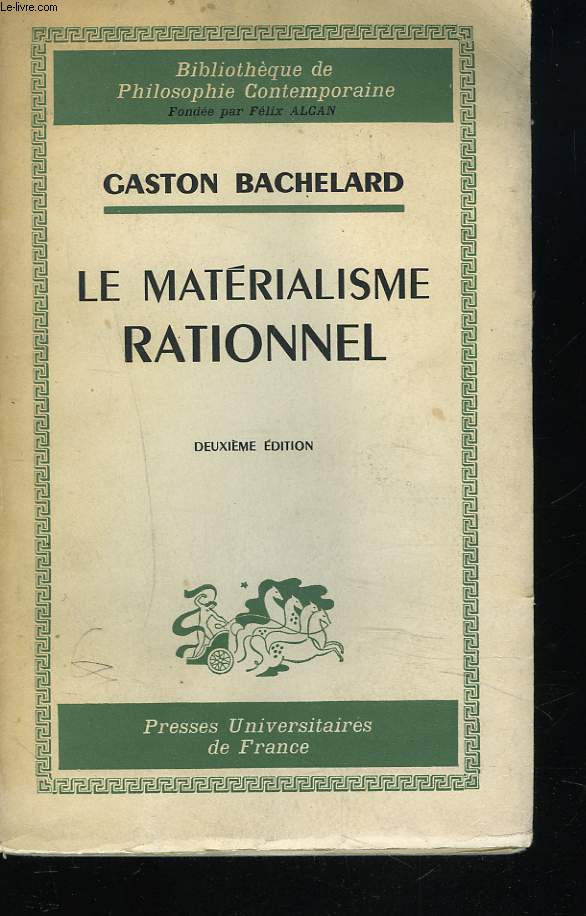 Le-livre.com
Bibliothèque de
Philosophie Contemporaine
Fondée par Félix ALCAN
GASTON BACHELARD
LE MATÉRIALISME
RATIONNEL
DEUXIÈME ÉDITION
Presses Universitaires
de France